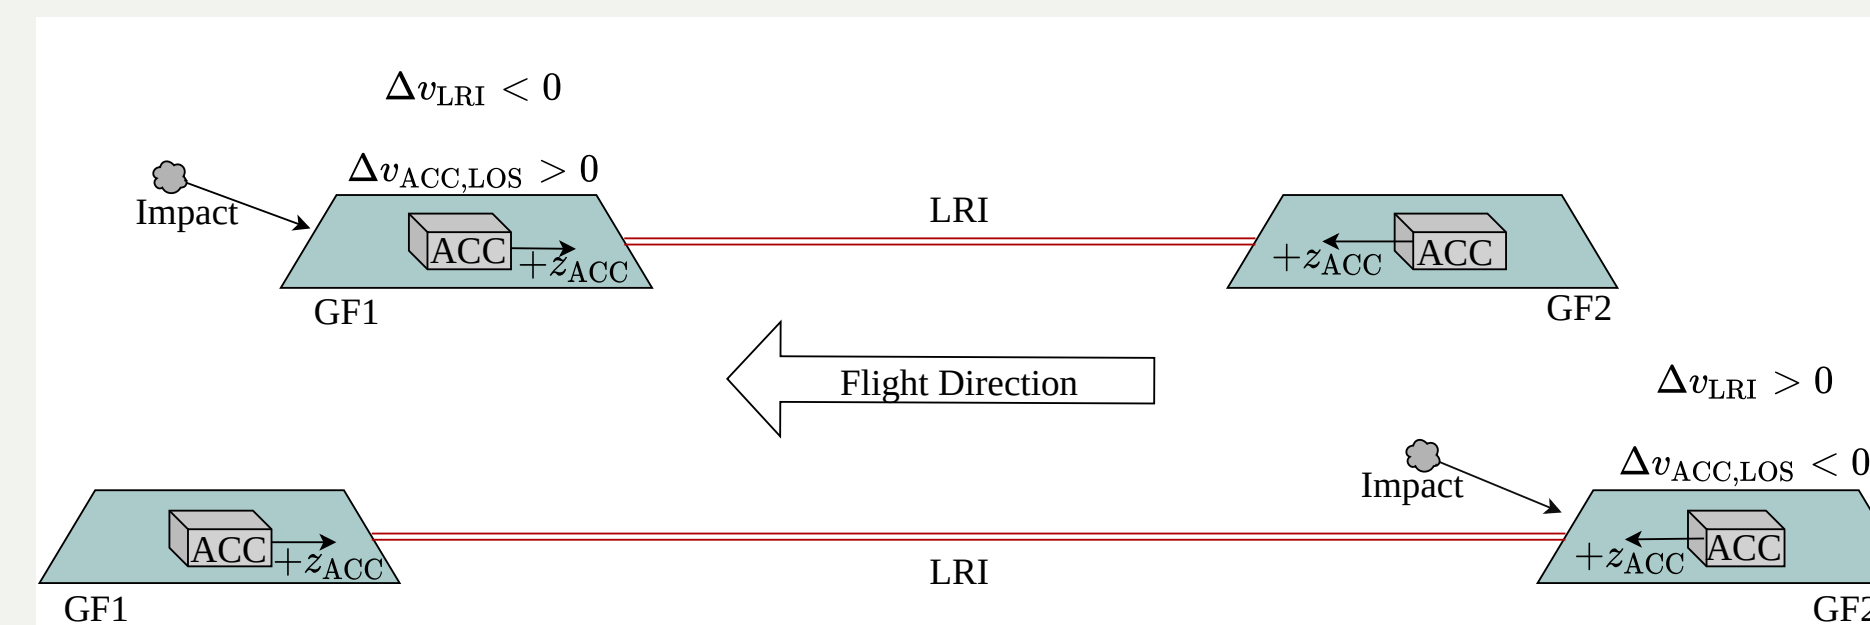 Δv_LRI < 0
Δv_ACC,LOS > 0
Impact
ACC
+z_ACC
GF1
LRI
+z_ACC
ACC
GF2
Flight Direction
Δv_LRI > 0
Δv_ACC,LOS < 0
Impact
ACC
+z_ACC
GF1
LRI
+z_ACC
ACC
GF2